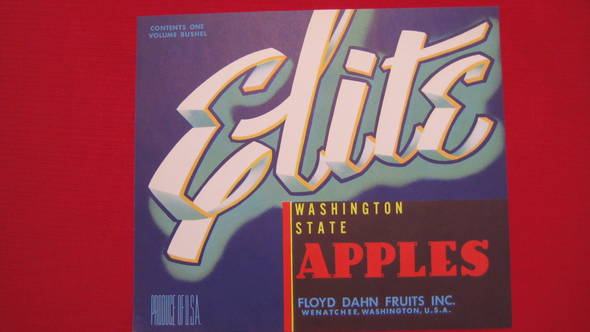 CONTENTS ONE
VOLUME BUSHEL
Elite
WASHINGTON
STATE
APPLES
FLOYD DAHN FRUITS INC.
WENATCHEE, WASHINGTON, U.S.A.
PRODUCE OF U.S.A.